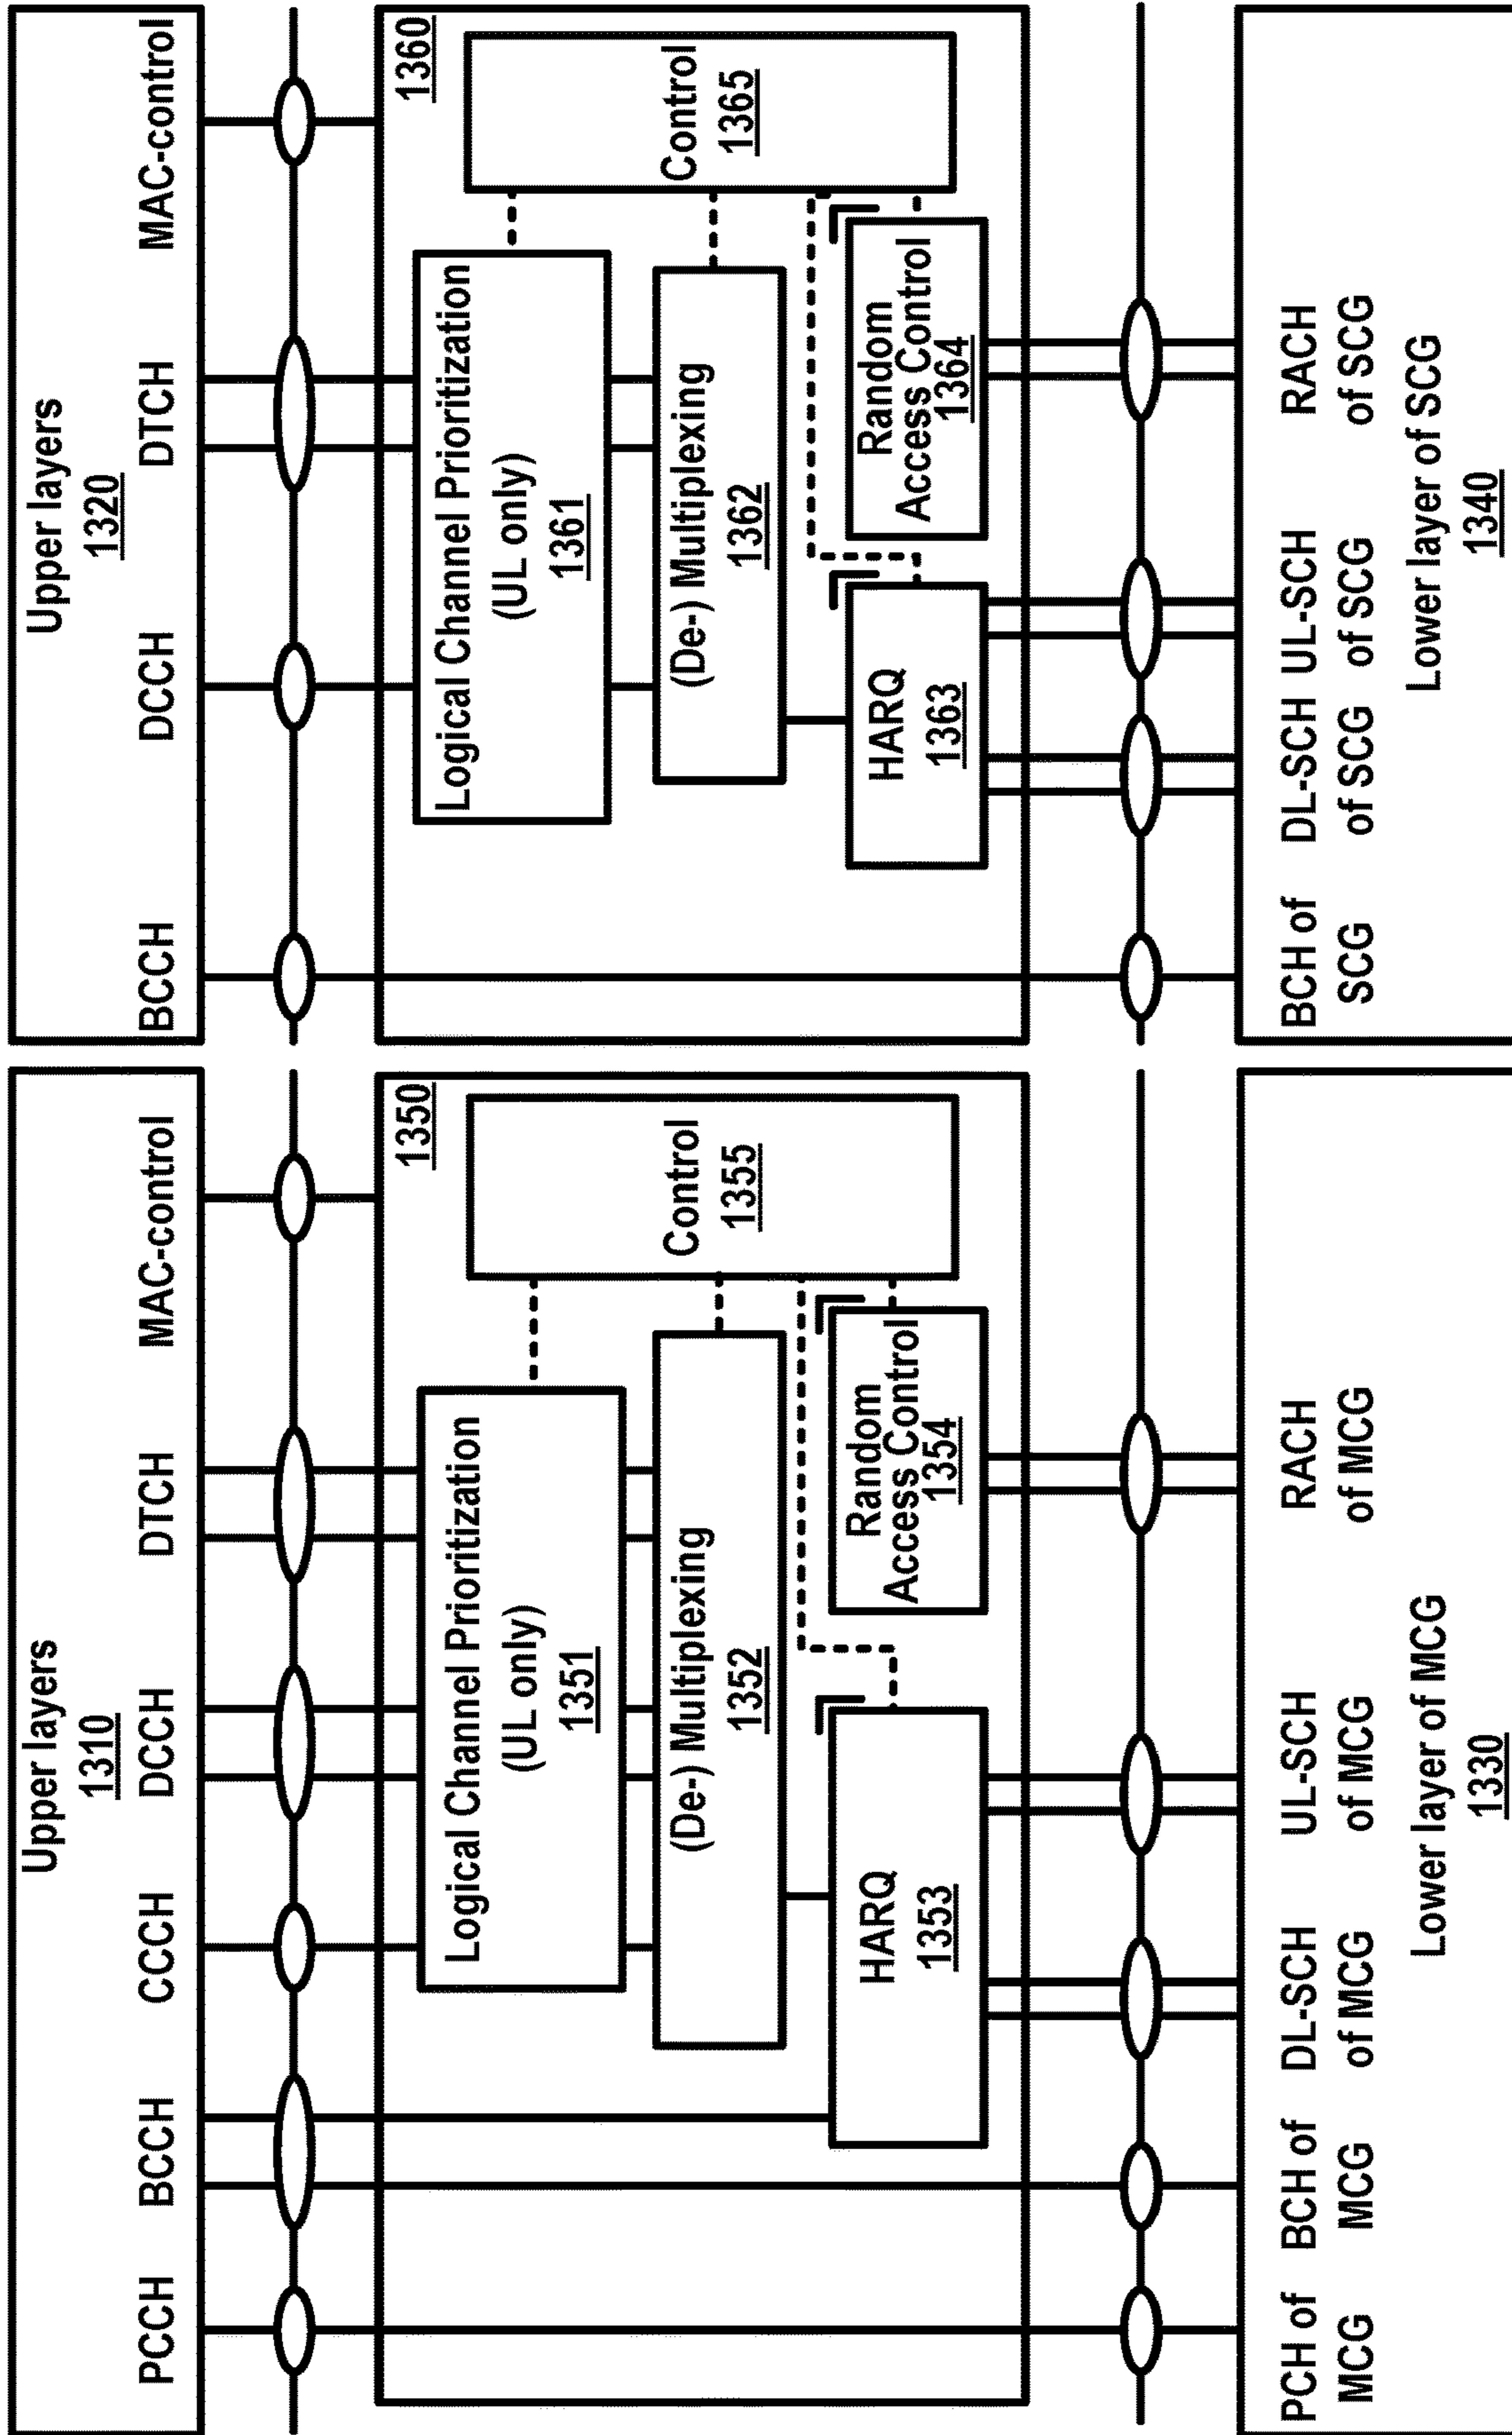 Upper layers
1310
PCCH
BCCH
CCCH
DCCH
DTCH
MAC-control
1350
Logical Channel Prioritization
(UL only)
1351
(De-) Multiplexing
1352
HARQ
1353
Random
Access Control
1354
Control
1355
PCH of
MCG
BCH of
MCG
DL-SCH
of MCG
UL-SCH
of MCG
RACH
of MCG
Lower layer of MCG
1330
Upper layers
1320
BCCH
DCCH
DTCH
MAC-control
1360
Logical Channel Prioritization
(UL only)
1361
(De-) Multiplexing
1362
HARQ
1363
Random
Access Control
1364
Control
1365
BCH of
SCG
DL-SCH
of SCG
UL-SCH
of SCG
RACH
of SCG
Lower layer of SCG
1340